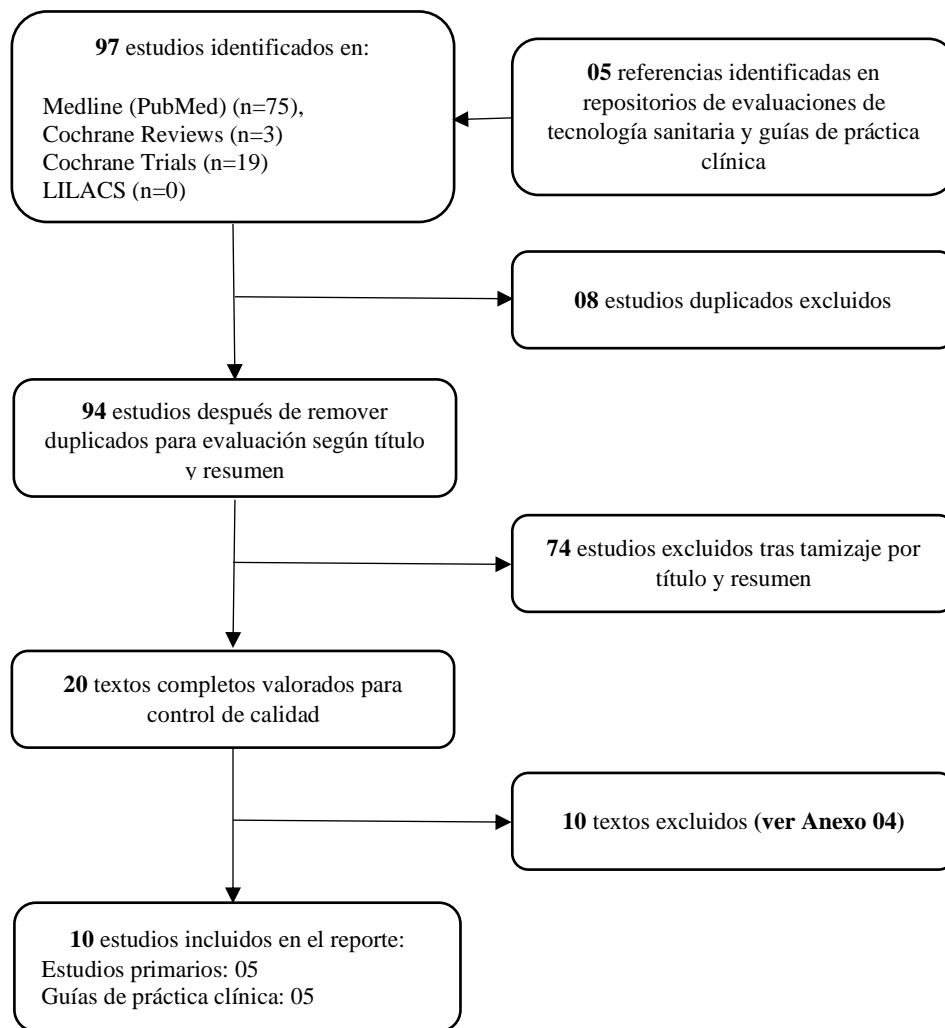 97 estudios identificados en:
Medline (PubMed) (n=75),
Cochrane Reviews (n=3)
Cochrane Trials (n=19)
LILACS (n=0)
05 referencias identificadas en
repositorios de evaluaciones de
tecnología sanitaria y guías de práctica
clínica
08 estudios duplicados excluidos
94 estudios después de remover
duplicados para evaluación según título
y resumen
74 estudios excluidos tras tamizaje por
título y resumen
20 textos completos valorados para
control de calidad
10 textos excluidos (ver Anexo 04)
10 estudios incluidos en el reporte:
Estudios primarios: 05
Guías de práctica clínica: 05